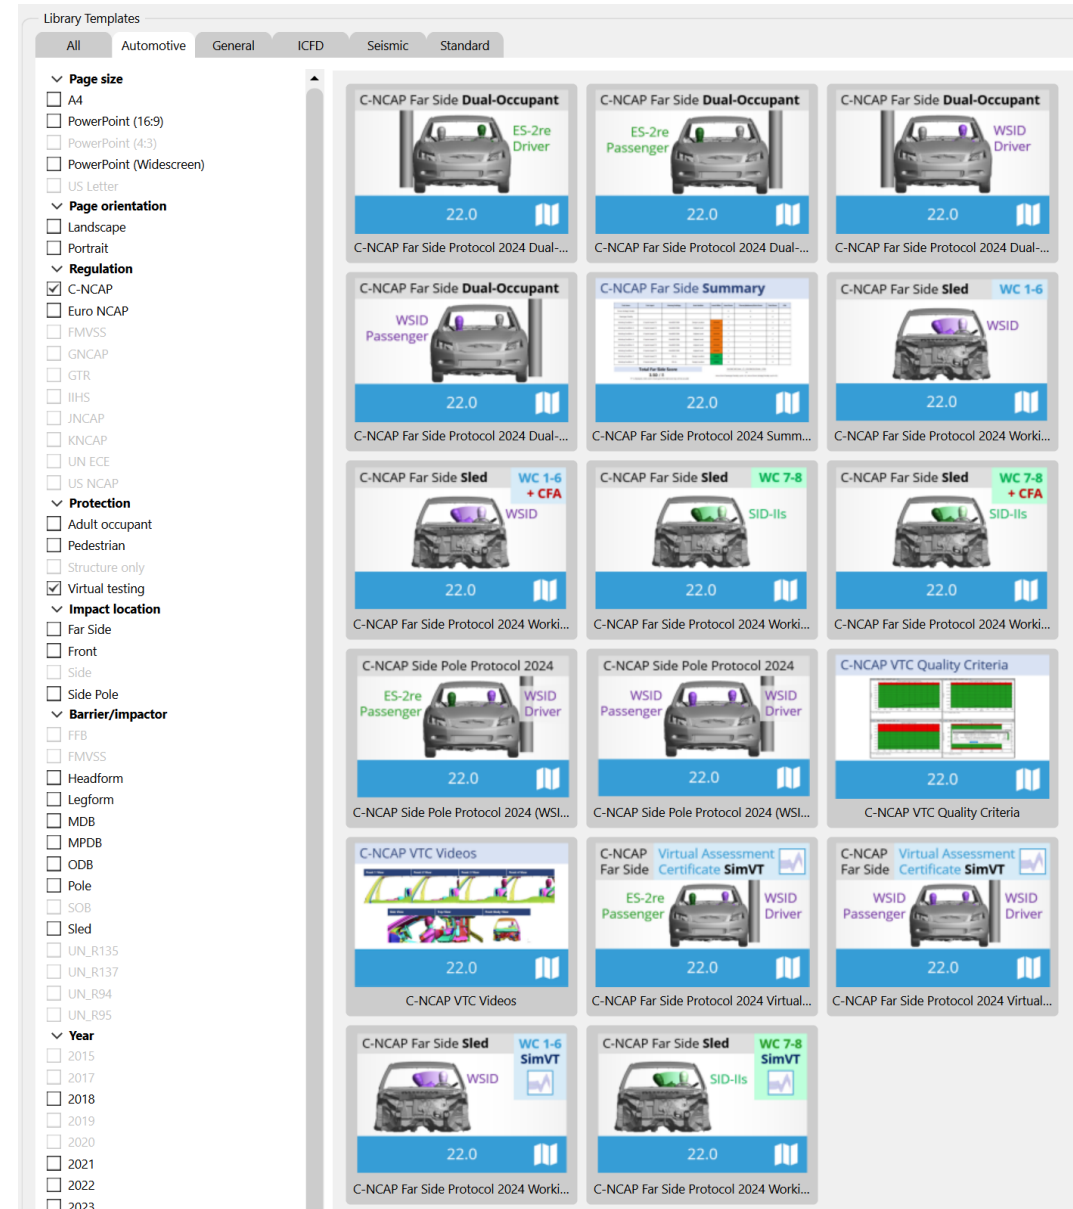 Library Templates
All
Automotive
General
ICFD
Seismic
Standard
Page size
A4
PowerPoint (16:9)
PowerPoint (4:3)
PowerPoint (Widescreen)
US Letter
Page orientation
Landscape
Portrait
Regulation
C-NCAP
Euro NCAP
FMVSS
GNCAP
GTR
IIHS
JNCAP
KNCAP
UN ECE
US NCAP
Protection
Adult occupant
Pedestrian
Structure only
Virtual testing
Impact location
Far Side
Front
Side
Side Pole
Barrier/impactor
FFB
FMVSS
Headform
Legform
MDB
MPDB
ODB
Pole
SOB
Sled
UN_R135
UN_R137
UN_R94
UN_R95
Year
2015
2017
2018
2019
2020
2021
2022
2023
C-NCAP Far Side Dual-Occupant
ES-2re
Driver
22.0
C-NCAP Far Side Protocol 2024 Dual-...
C-NCAP Far Side Dual-Occupant
ES-2re
Passenger
22.0
C-NCAP Far Side Protocol 2024 Dual-...
C-NCAP Far Side Dual-Occupant
WSID
Driver
22.0
C-NCAP Far Side Protocol 2024 Dual-...
C-NCAP Far Side Dual-Occupant
WSID
Passenger
22.0
C-NCAP Far Side Protocol 2024 Dual-...
C-NCAP Far Side Summary
Total Far Side Score
22.0
C-NCAP Far Side Protocol 2024 Summ...
C-NCAP Far Side Sled WC 1-6
WSID
22.0
C-NCAP Far Side Protocol 2024 Worki...
C-NCAP Far Side Sled WC 1-6
+ CFA
WSID
22.0
C-NCAP Far Side Protocol 2024 Worki...
C-NCAP Far Side Sled WC 7-8
SID-IIs
22.0
C-NCAP Far Side Protocol 2024 Worki...
C-NCAP Far Side Sled WC 7-8
+ CFA
SID-IIs
22.0
C-NCAP Far Side Protocol 2024 Worki...
C-NCAP Side Pole Protocol 2024
ES-2re WSID
Passenger Driver
22.0
C-NCAP Side Pole Protocol 2024 (WSI...
C-NCAP Side Pole Protocol 2024
WSID WSID
Passenger Driver
22.0
C-NCAP Side Pole Protocol 2024 (WSI...
C-NCAP VTC Quality Criteria
22.0
C-NCAP VTC Quality Criteria
C-NCAP VTC Videos
22.0
C-NCAP VTC Videos
C-NCAP Virtual Assessment
Far Side Certificate SimVT
ES-2re WSID
Passenger Driver
22.0
C-NCAP Far Side Protocol 2024 Virtual...
C-NCAP Virtual Assessment
Far Side Certificate SimVT
WSID WSID
Passenger Driver
22.0
C-NCAP Far Side Protocol 2024 Virtual...
C-NCAP Far Side Sled WC 1-6
SimVT
WSID
22.0
C-NCAP Far Side Protocol 2024 Worki...
C-NCAP Far Side Sled WC 7-8
SimVT
SID-IIs
22.0
C-NCAP Far Side Protocol 2024 Worki...